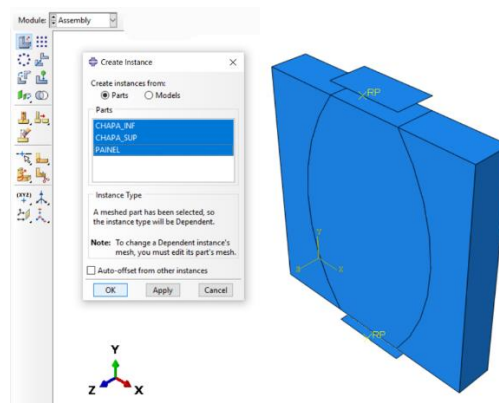 Module: Assembly
Create Instance
Create instances from:
Parts Models
Parts
CHAPA_INF
CHAPA_SUP
PAINEL
Instance Type
A meshed part has been selected, so
the instance type will be Dependent.
Note: To change a Dependent instance's
mesh, you must edit its part's mesh.
Auto-offset from other instances
OK Apply Cancel
(XYZ)
Y
Z X
RP
Y
Z X
RP